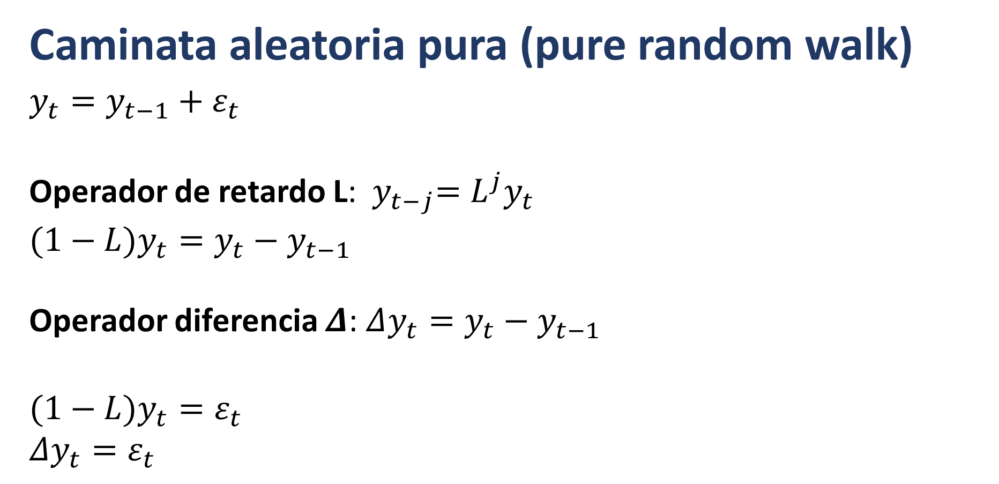 Caminata aleatoria pura (pure random walk)
$y_t = y_{t-1} + \varepsilon_t$
Operador de retardo L: $y_{t-j} = L^j y_t$
$(1 - L)y_t = y_t - y_{t-1}$
Operador diferencia $\Delta$: $\Delta y_t = y_t - y_{t-1}$
$(1 - L)y_t = \varepsilon_t$
$\Delta y_t = \varepsilon_t$